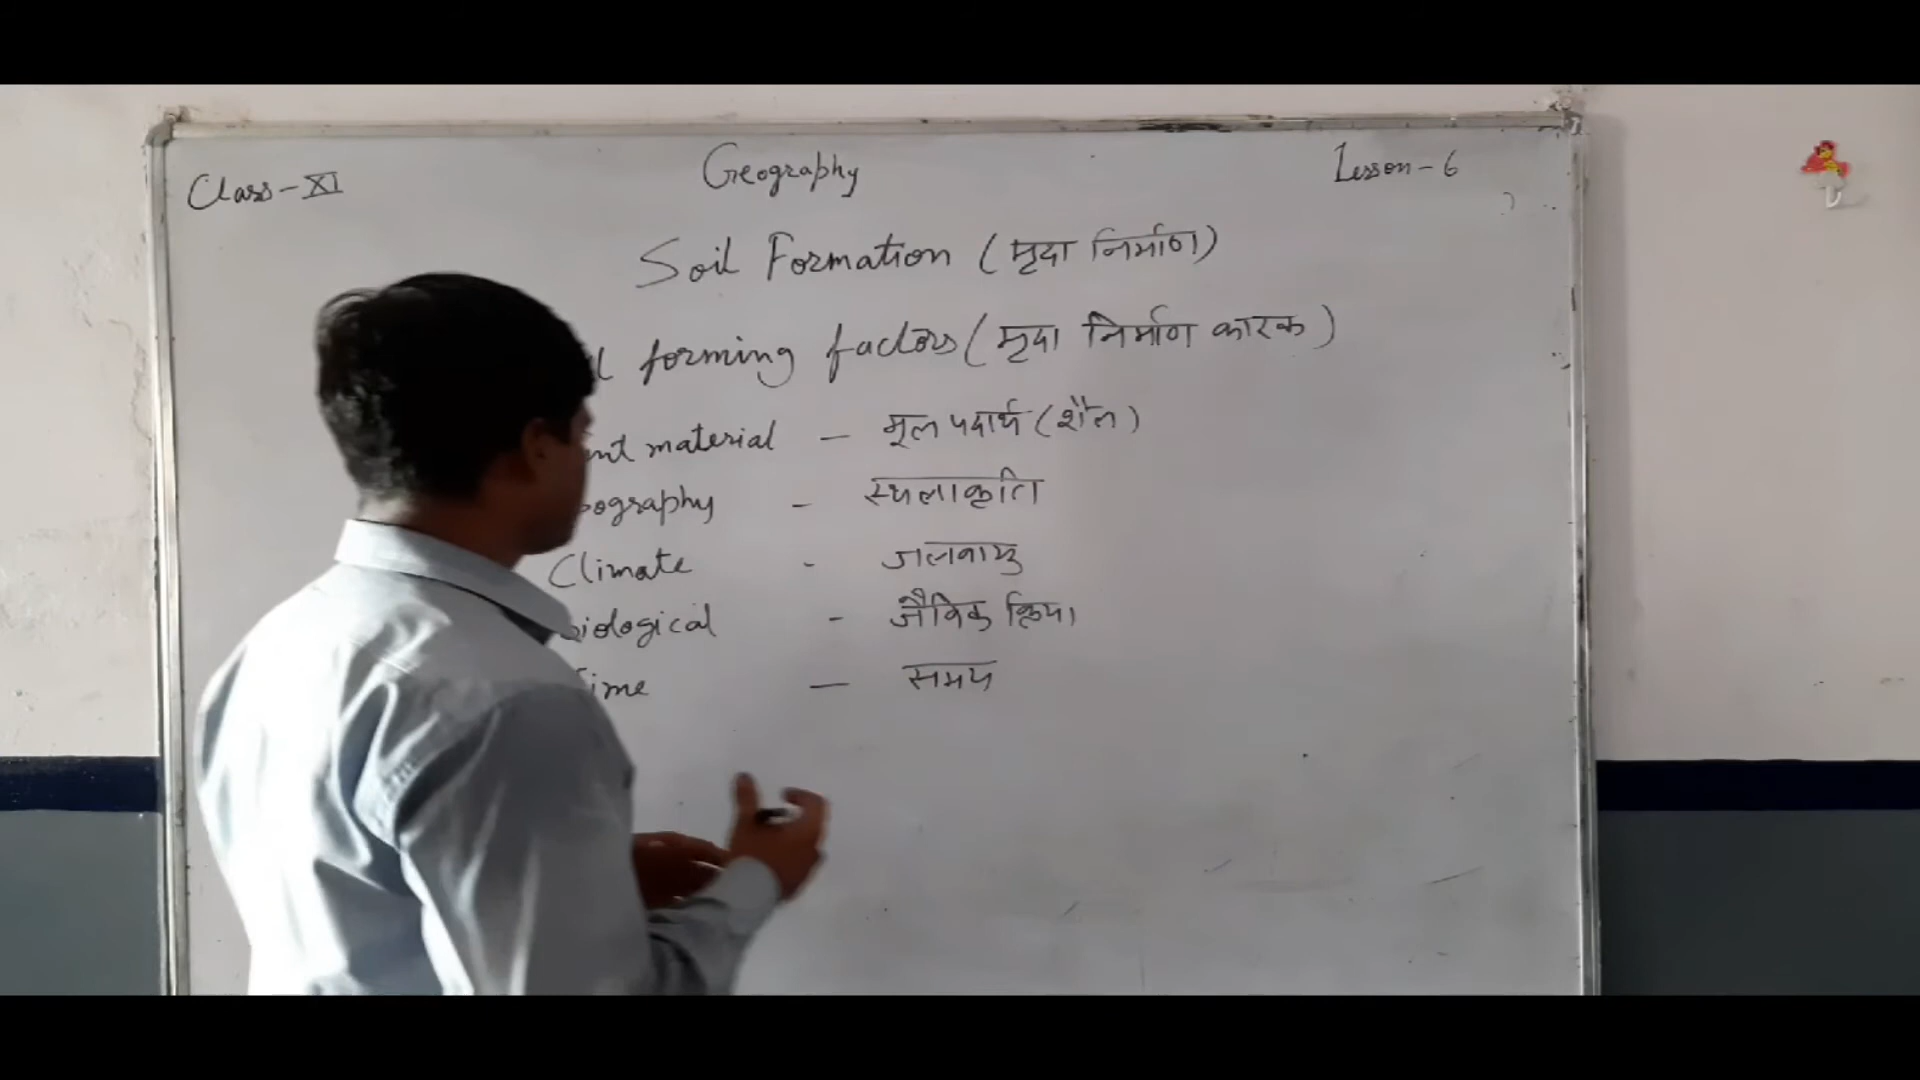 Class-XI Geography Lesson-6
Soil Formation (मृदा निर्माण)
forming factors (मृदा निर्माण कारक)
material - मूल पदार्थ (शैल)
ography - स्थलाकृति
Climate - जलवायु
iological - जैविक क्रिया
ime - समय